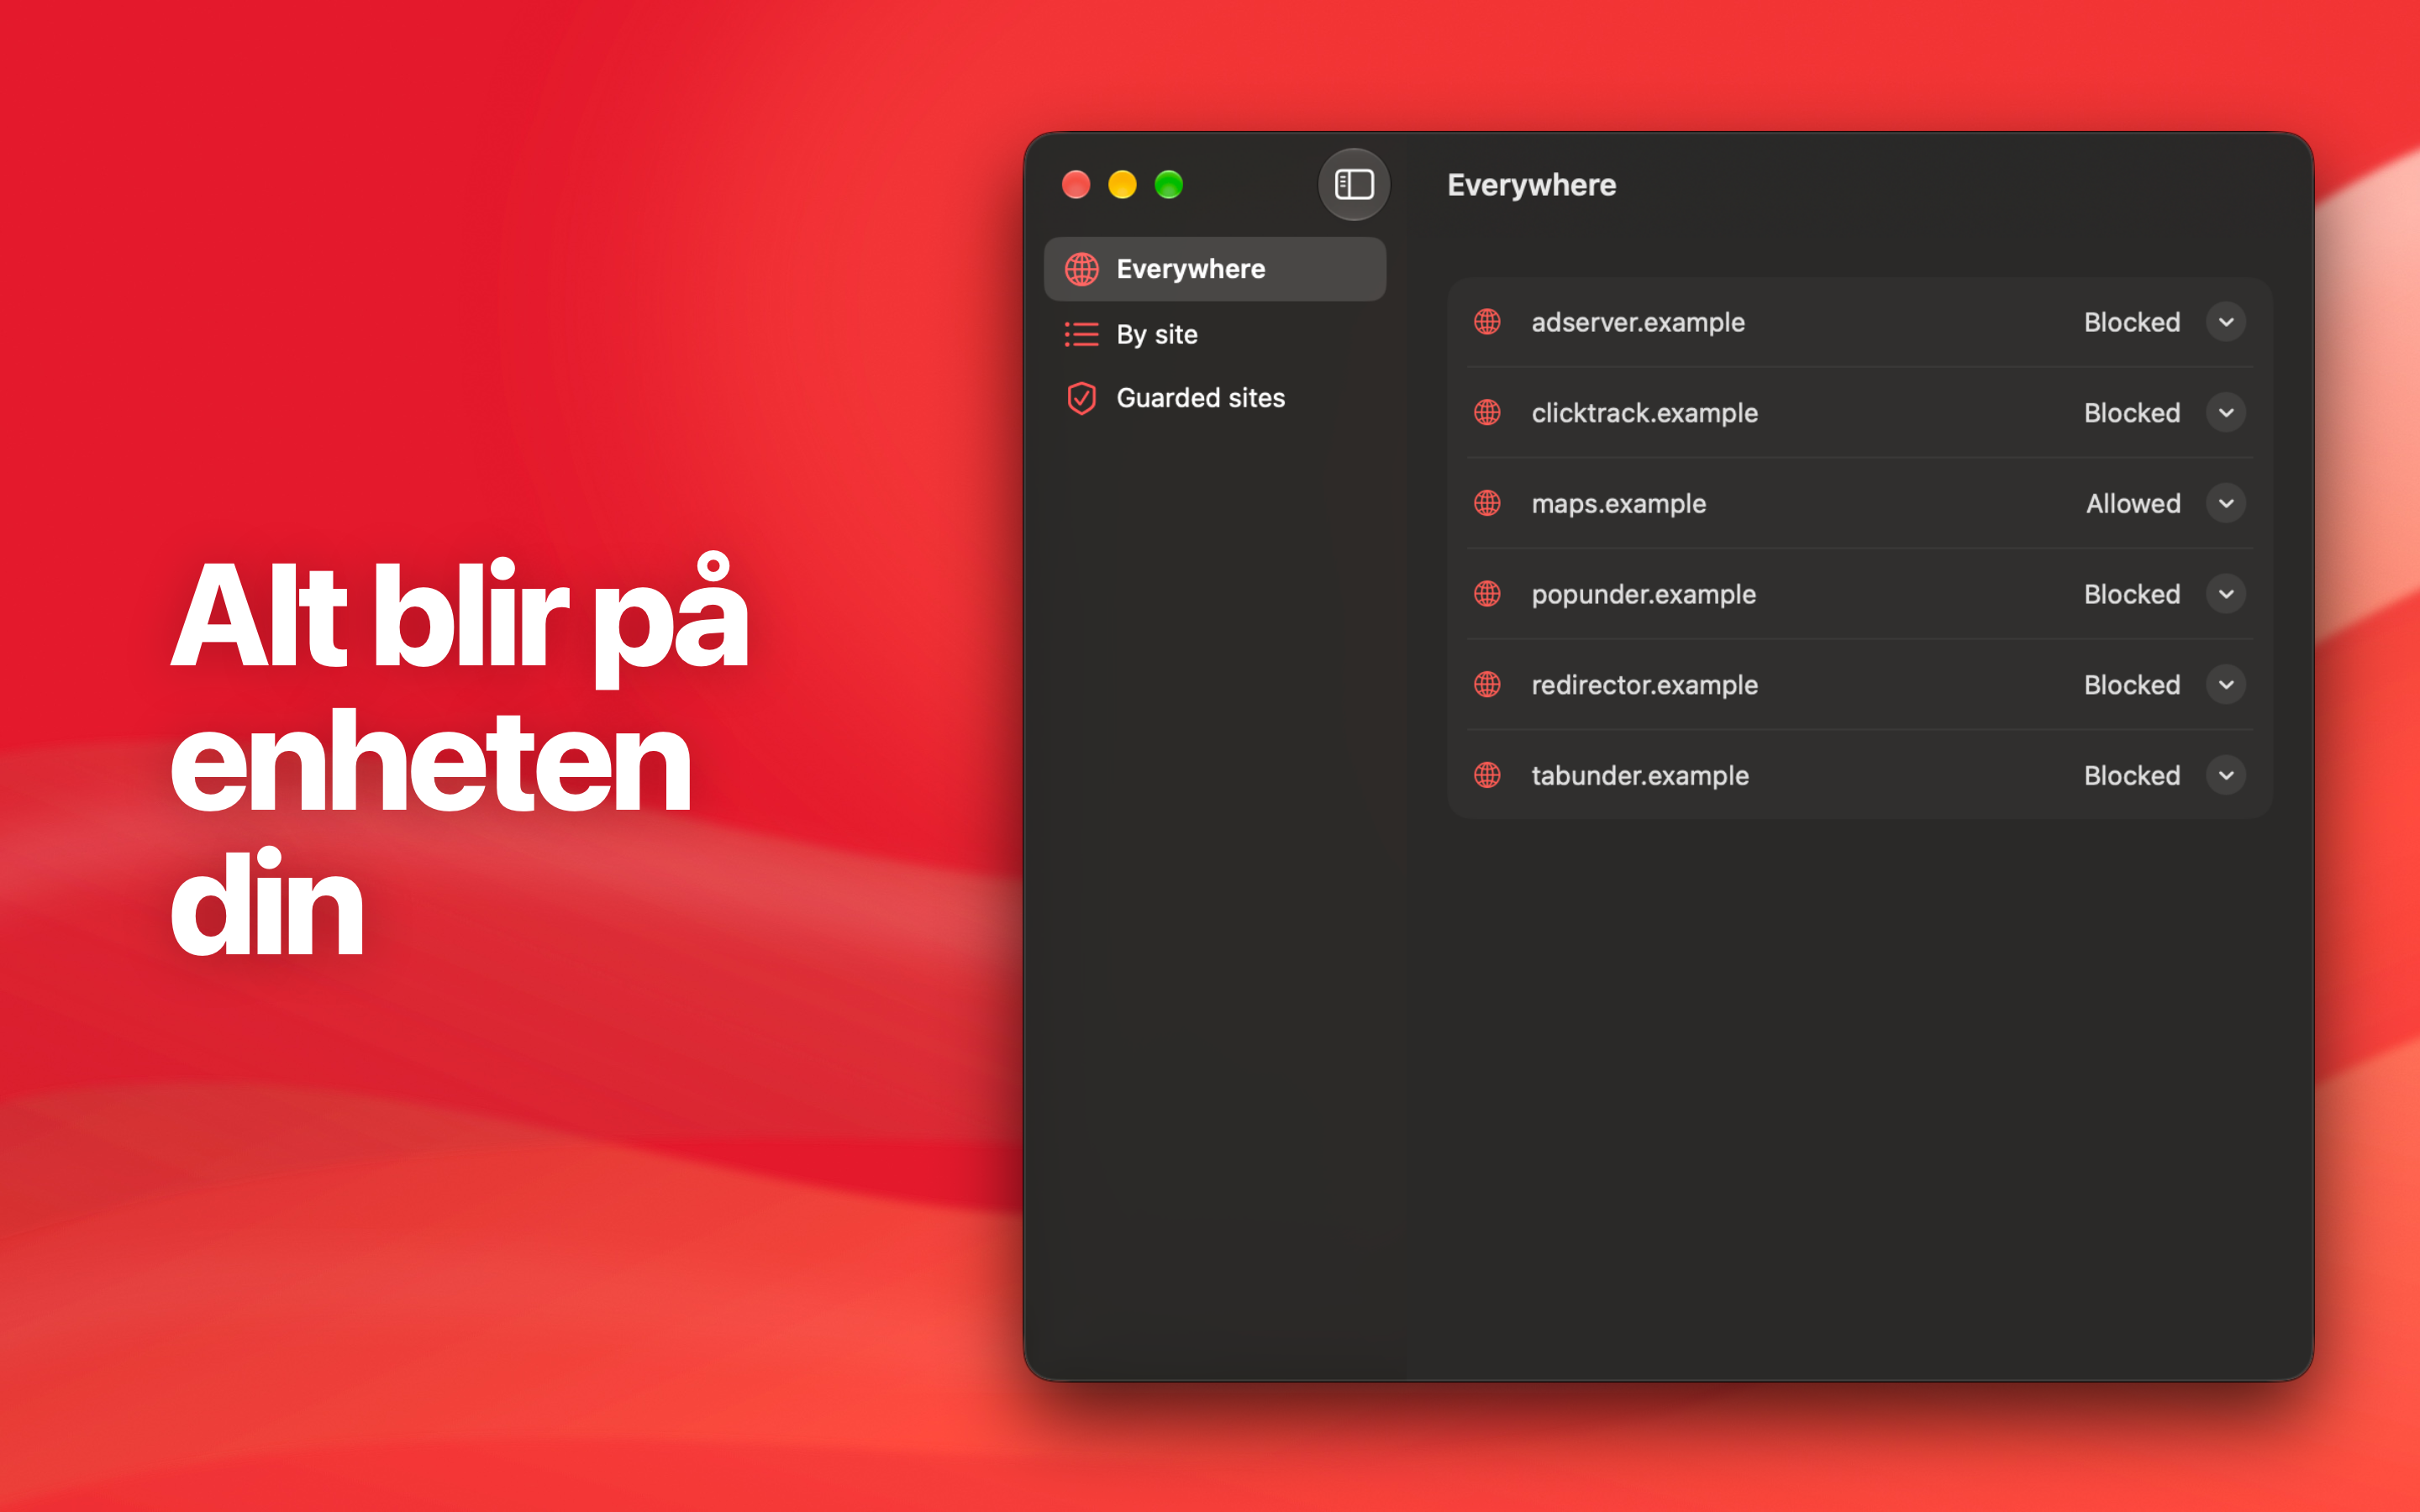 Alt blir på
enheten
din
Everywhere
By site
Guarded sites
Everywhere
adserver.example Blocked
clicktrack.example Blocked
maps.example Allowed
popunder.example Blocked
redirector.example Blocked
tabunder.example Blocked